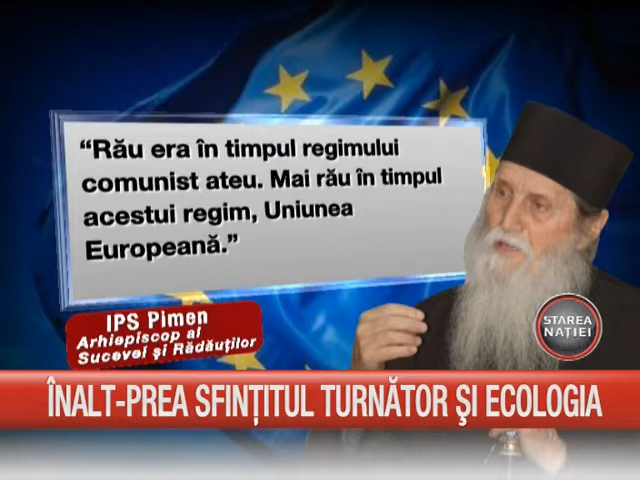 “Rău era în timpul regimului
comunist ateu. Mai rău în timpul
acestui regim, Uniunea
Europeană.”
IPS Pimen
Arhiepiscop al
Sucevei și Rădăuților
STAREA
NAȚIEI
ÎNALT-PREA SFINȚITUL TURNĂTOR ŞI ECOLOGIA